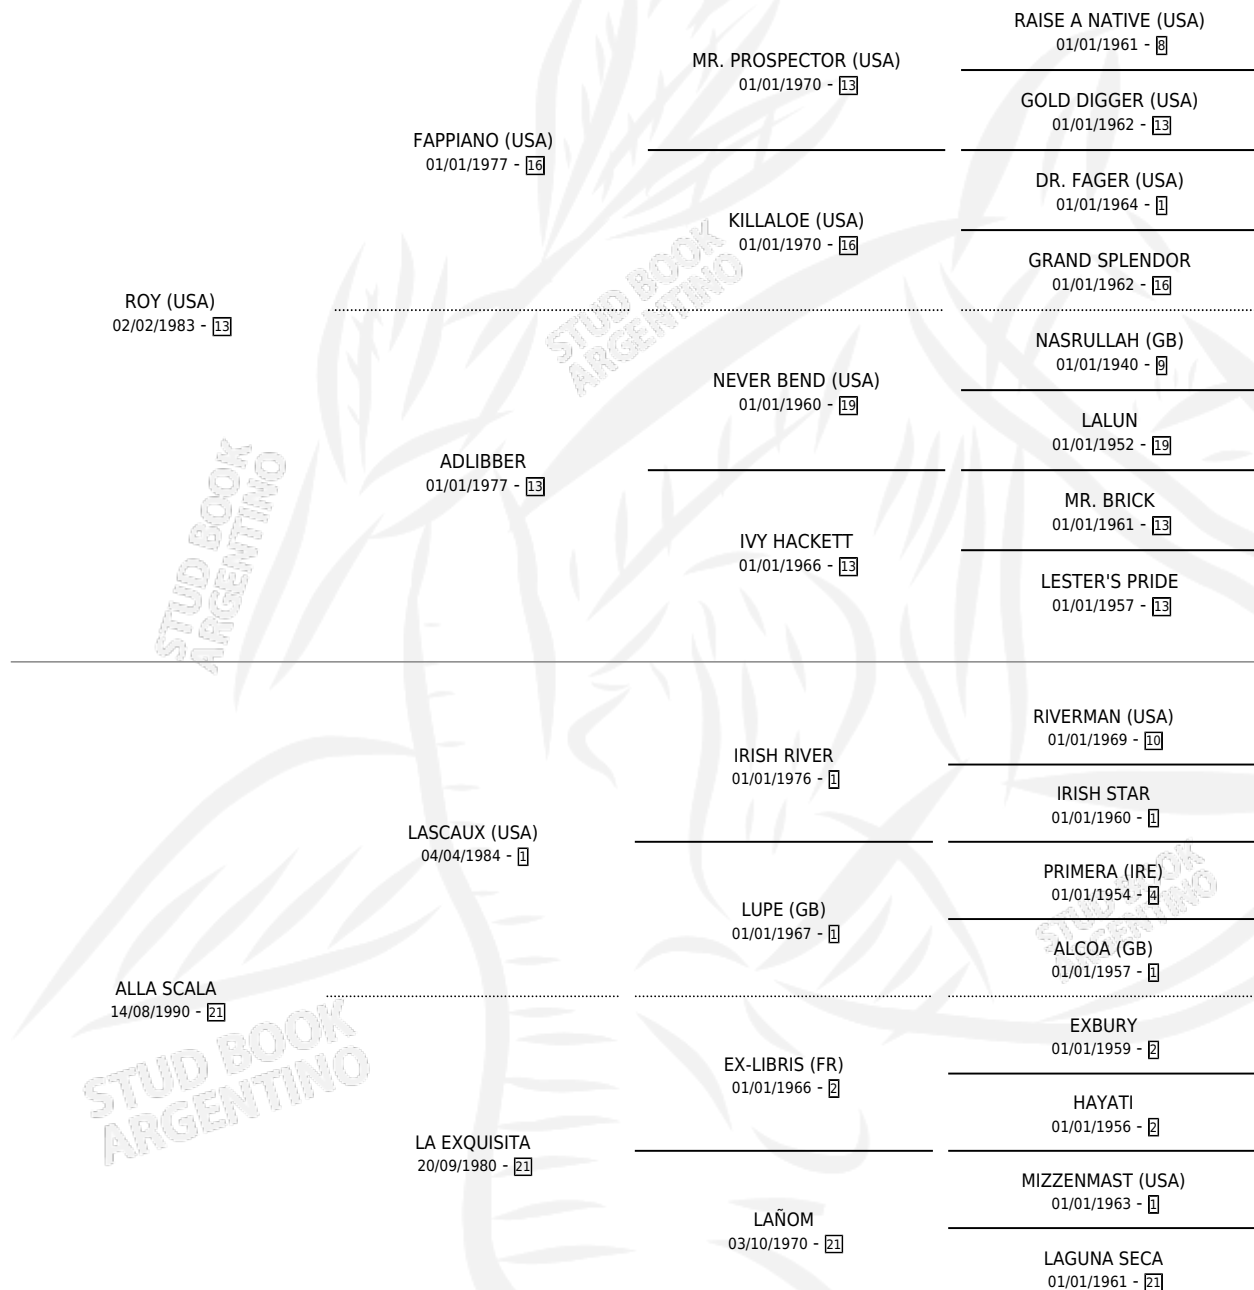 RAISE A NATIVE (USA)
01/01/1961 - 8
MR. PROSPECTOR (USA)
01/01/1970 - 13
GOLD DIGGER (USA)
01/01/1962 - 13
FAPPIANO (USA)
01/01/1977 - 16
DR. FAGER (USA)
01/01/1964 - 1
KILLALOE (USA)
01/01/1970 - 16
GRAND SPLENDOR
01/01/1962 - 16
ROY (USA)
02/02/1983 - 13
STUD BOOK
ARGENTINO
NASRULLAH (GB)
01/01/1940 - 9
NEVER BEND (USA)
01/01/1960 - 19
LALUN
01/01/1952 - 19
ADLIBBER
01/01/1977 - 13
MR. BRICK
01/01/1961 - 13
IVY HACKETT
01/01/1966 - 13
LESTER'S PRIDE
01/01/1957 - 13
STUD BOOK
ARGENTINO
RIVERMAN (USA)
01/01/1969 - 10
IRISH RIVER
01/01/1976 - 1
IRISH STAR
01/01/1960 - 1
LASCAUX (USA)
04/04/1984 - 1
PRIMERA (IRE)
01/01/1954 - 4
LUPE (GB)
01/01/1967 - 1
ALCOA (GB)
01/01/1957 - 1
STUD BOOK
ARGENTINO
ALLA SCALA
14/08/1990 - 21
STUD BOOK
ARGENTINO
EXBURY
01/01/1959 - 2
EX-LIBRIS (FR)
01/01/1966 - 2
HAYATI
01/01/1956 - 2
LA EXQUISITA
20/09/1980 - 21
MIZZENMAST (USA)
01/01/1963 - 1
LAÑOM
03/10/1970 - 21
LAGUNA SECA
01/01/1961 - 21